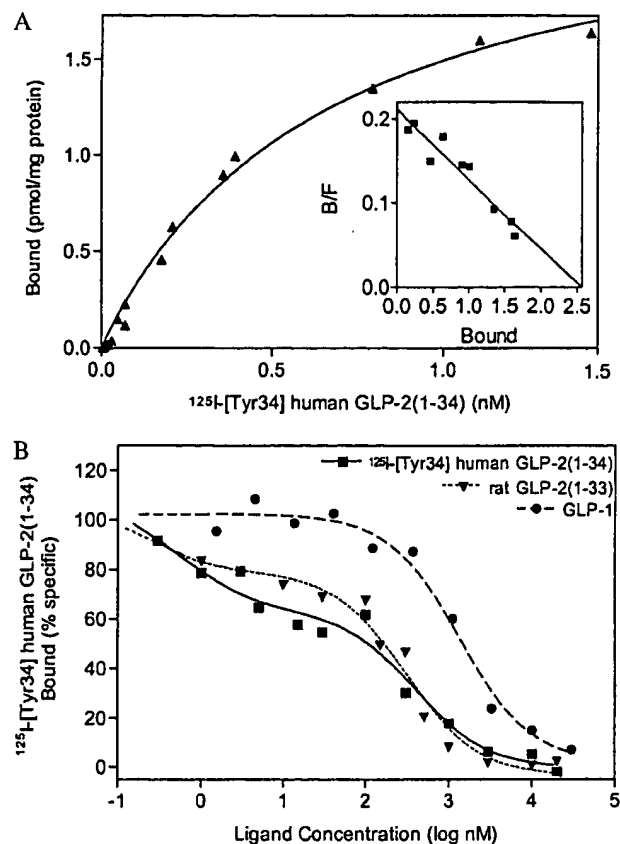 A
1.5
1.0
0.5
0.0
Bound (pmol/mg protein)
0.2
0.1
0.0
B/F
0.0 0.5 1.0 1.5 2.0 2.5
Bound
0.0 0.5 1.0 1.5
¹²⁵I-[Tyr34] human GLP-2(1-34) (nM)
B
¹²⁵I-[Tyr34] human GLP-2(1-34)
rat GLP-2(1-33)
GLP-1
120
100
80
60
40
20
0
¹²⁵I-[Tyr34] human GLP-2(1-34)
Bound (% specific)
-1 0 1 2 3 4 5
Ligand Concentration (log nM)